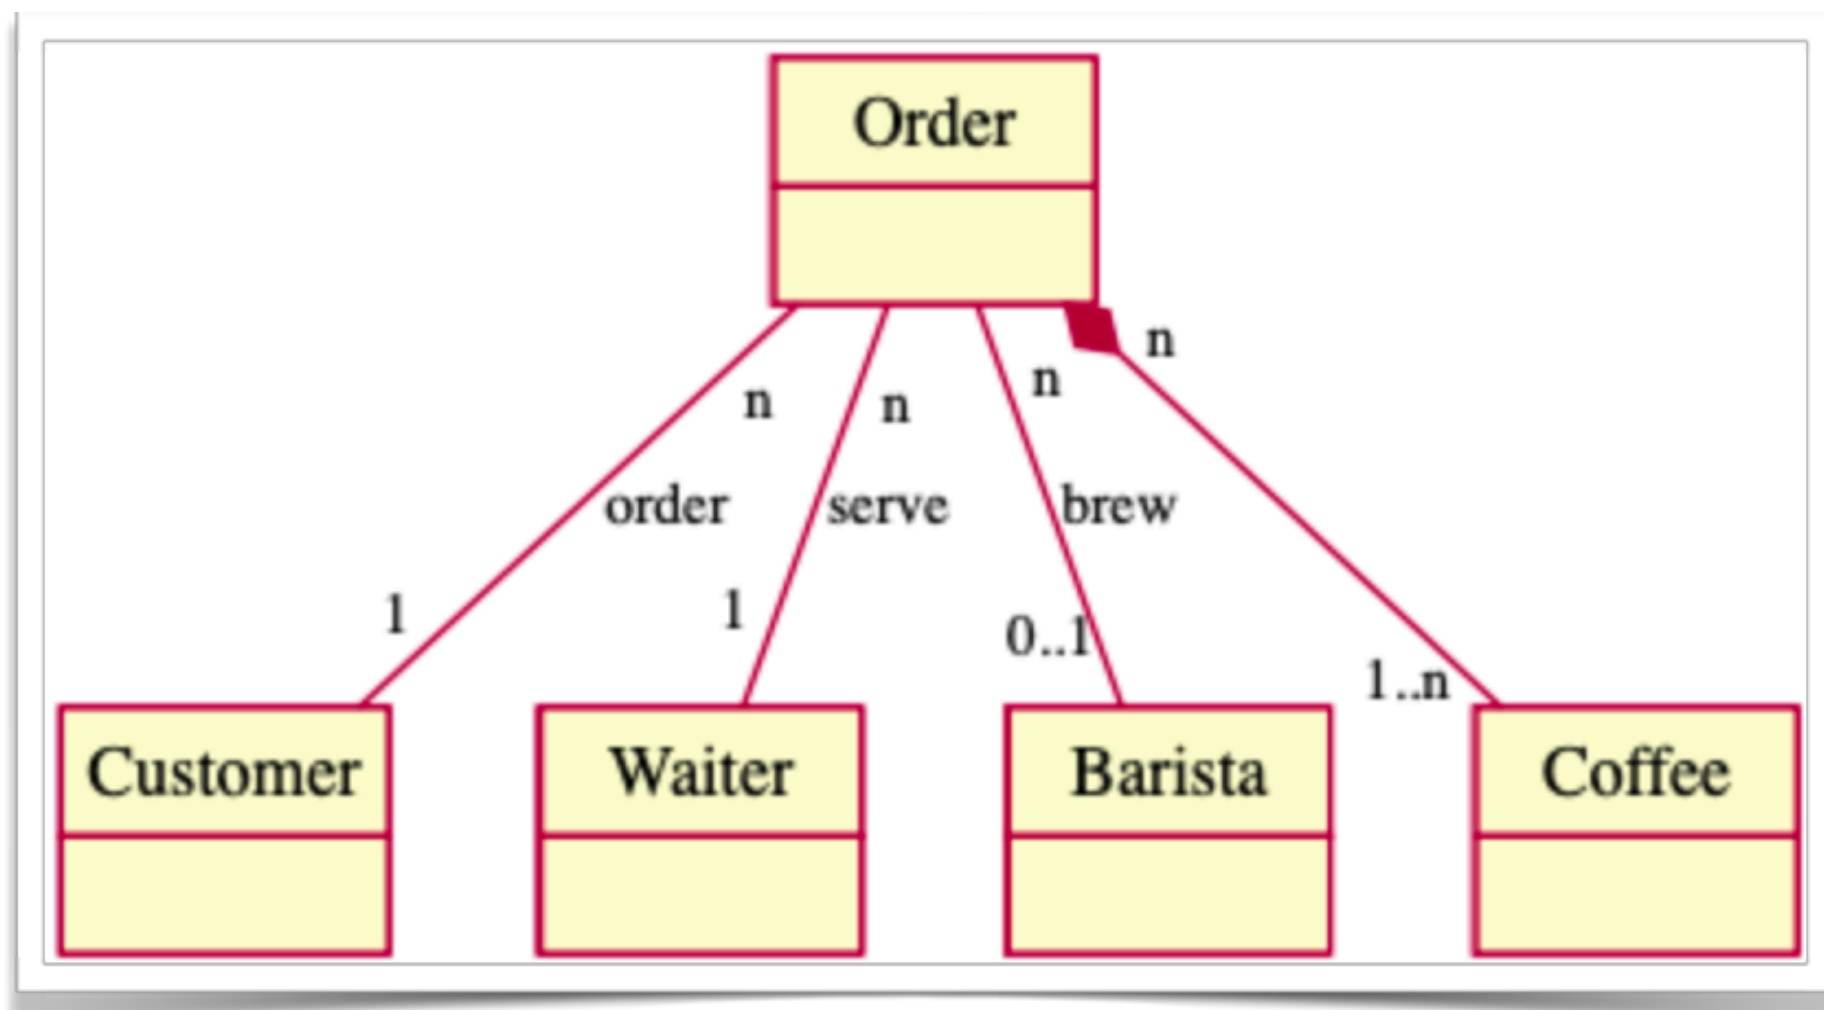 Order
n
n
n
n
order
serve
brew
1
1
0..1
1..n
Customer
Waiter
Barista
Coffee